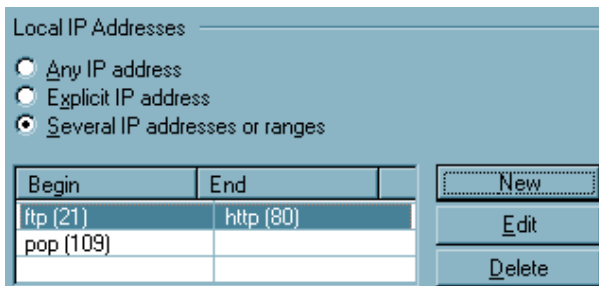 Local IP Addresses
Any IP address
Explicit IP address
Several IP addresses or ranges
Begin End New
ftp (21) http (80) Edit
pop (109)
Delete